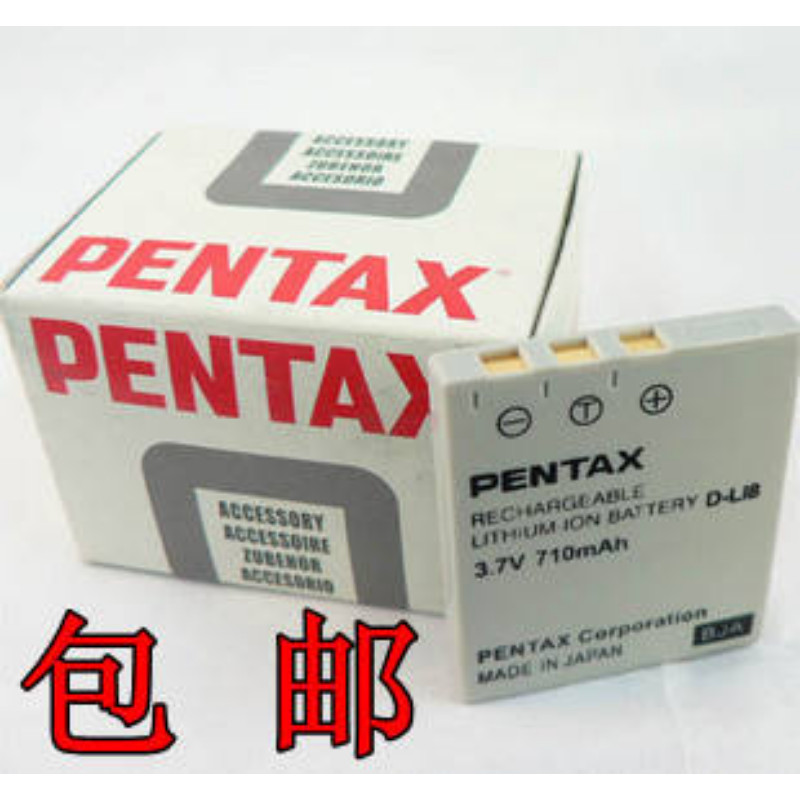 ACCESSORY
ACCESSOIRE
ZUBEHOR
ACCESORIO
PENTAX
PENTAX
ACCESSORY
ACCESSOIRE
ZUBEHOR
ACCESORIO
- T +
PENTAX
RECHARGEABLE
LITHIUM-ION BATTERY D-LI8
3.7V 710mAh
PENTAX Corporation
MADE IN JAPAN
BJA
包 邮